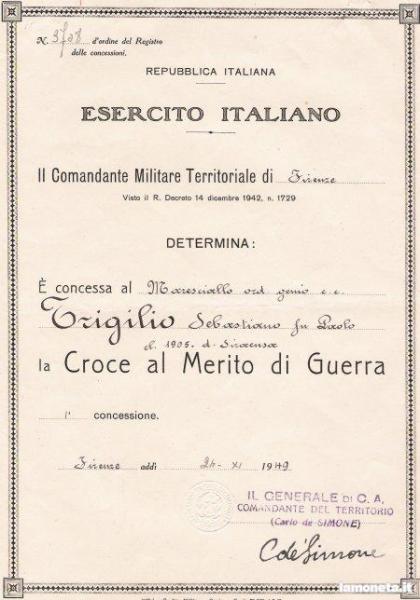 N. 3708 d'ordine del Registro
delle concessioni.
REPUBBLICA ITALIANA
ESERCITO ITALIANO
Il Comandante Militare Territoriale di Firenze
Visto il R. Decreto 14 dicembre 1942, n. 1729
DETERMINA:
È concessa al Maresciallo ord genio e.e.
Trigilio Sebastiano fu Paolo
cl. 1905. d. Siracusa
la Croce al Merito di Guerra
1ª concessione.
Firenze addì 24-XI 1949
IL GENERALE DI C. A.
COMANDANTE DEL TERRITORIO
(Carlo de SIMONE)
C de Simone
lamoneta.it